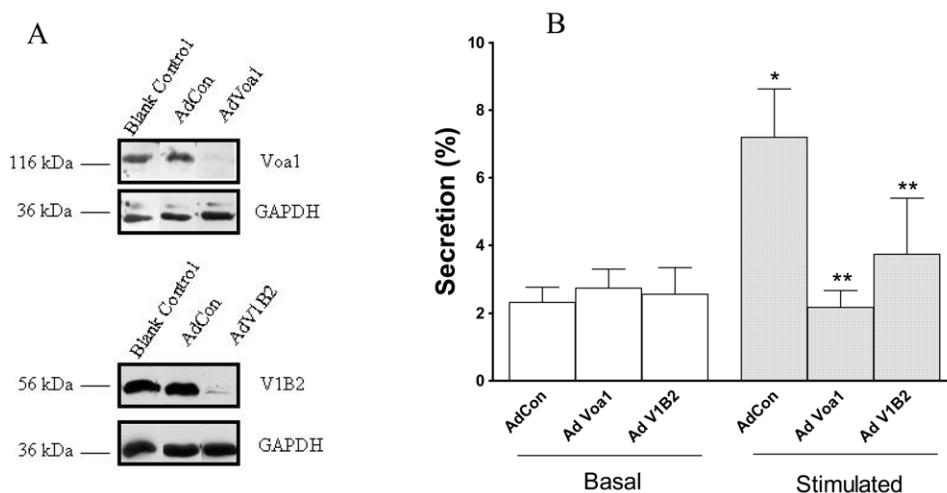 A
Blank Control
AdCon
AdVoa1
116 kDa
Voa1
36 kDa
GAPDH
Blank Control
AdCon
AdV1B2
56 kDa
V1B2
36 kDa
GAPDH
B
Secretion (%)
10
8
6
4
2
0
*
**
**
AdCon
Ad Voa1
Ad V1B2
AdCon
Ad Voa1
Ad V1B2
Basal
Stimulated